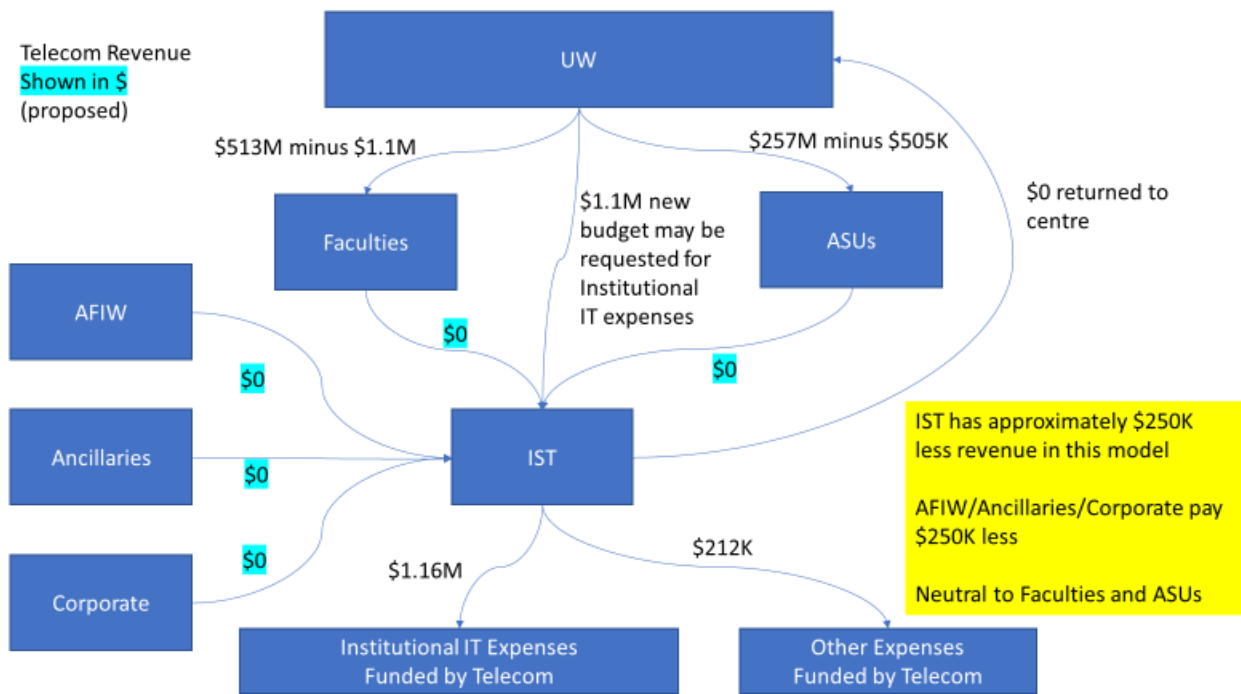 Telecom Revenue
Shown in $
(proposed)
UW
$513M minus $1.1M
$257M minus $505K
$0 returned to
centre
Faculties
$1.1M new
budget may be
requested for
Institutional
IT expenses
ASUs
AFIW
$0
$0
$0
Ancillaries
$0
IST
IST has approximately $250K
less revenue in this model
AFIW/Ancillaries/Corporate pay
$250K less
Neutral to Faculties and ASUs
Corporate
$0
$1.16M
$212K
Institutional IT Expenses
Funded by Telecom
Other Expenses
Funded by Telecom